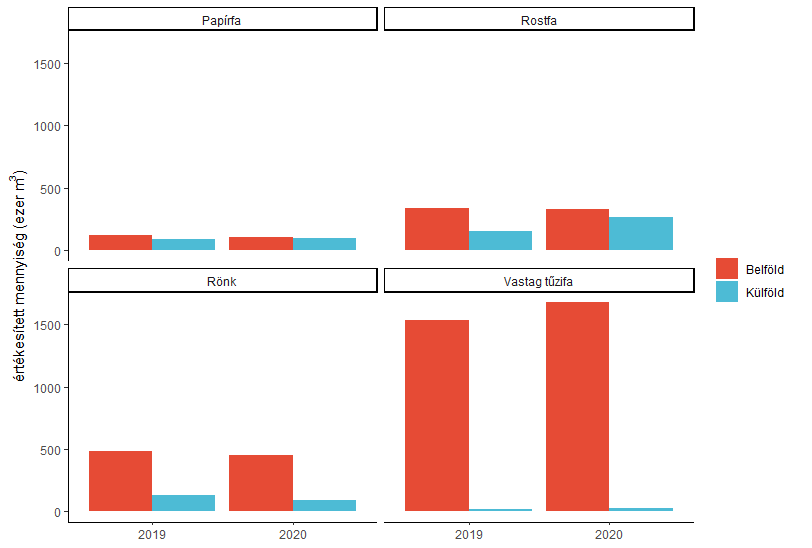 Papírfa
Rostfa
1500
1000
500
0
értékesített mennyiség (ezer m³)
Rönk
Vastag tűzifa
1500
1000
500
0
2019
2020
2019
2020
Belföld
Külföld